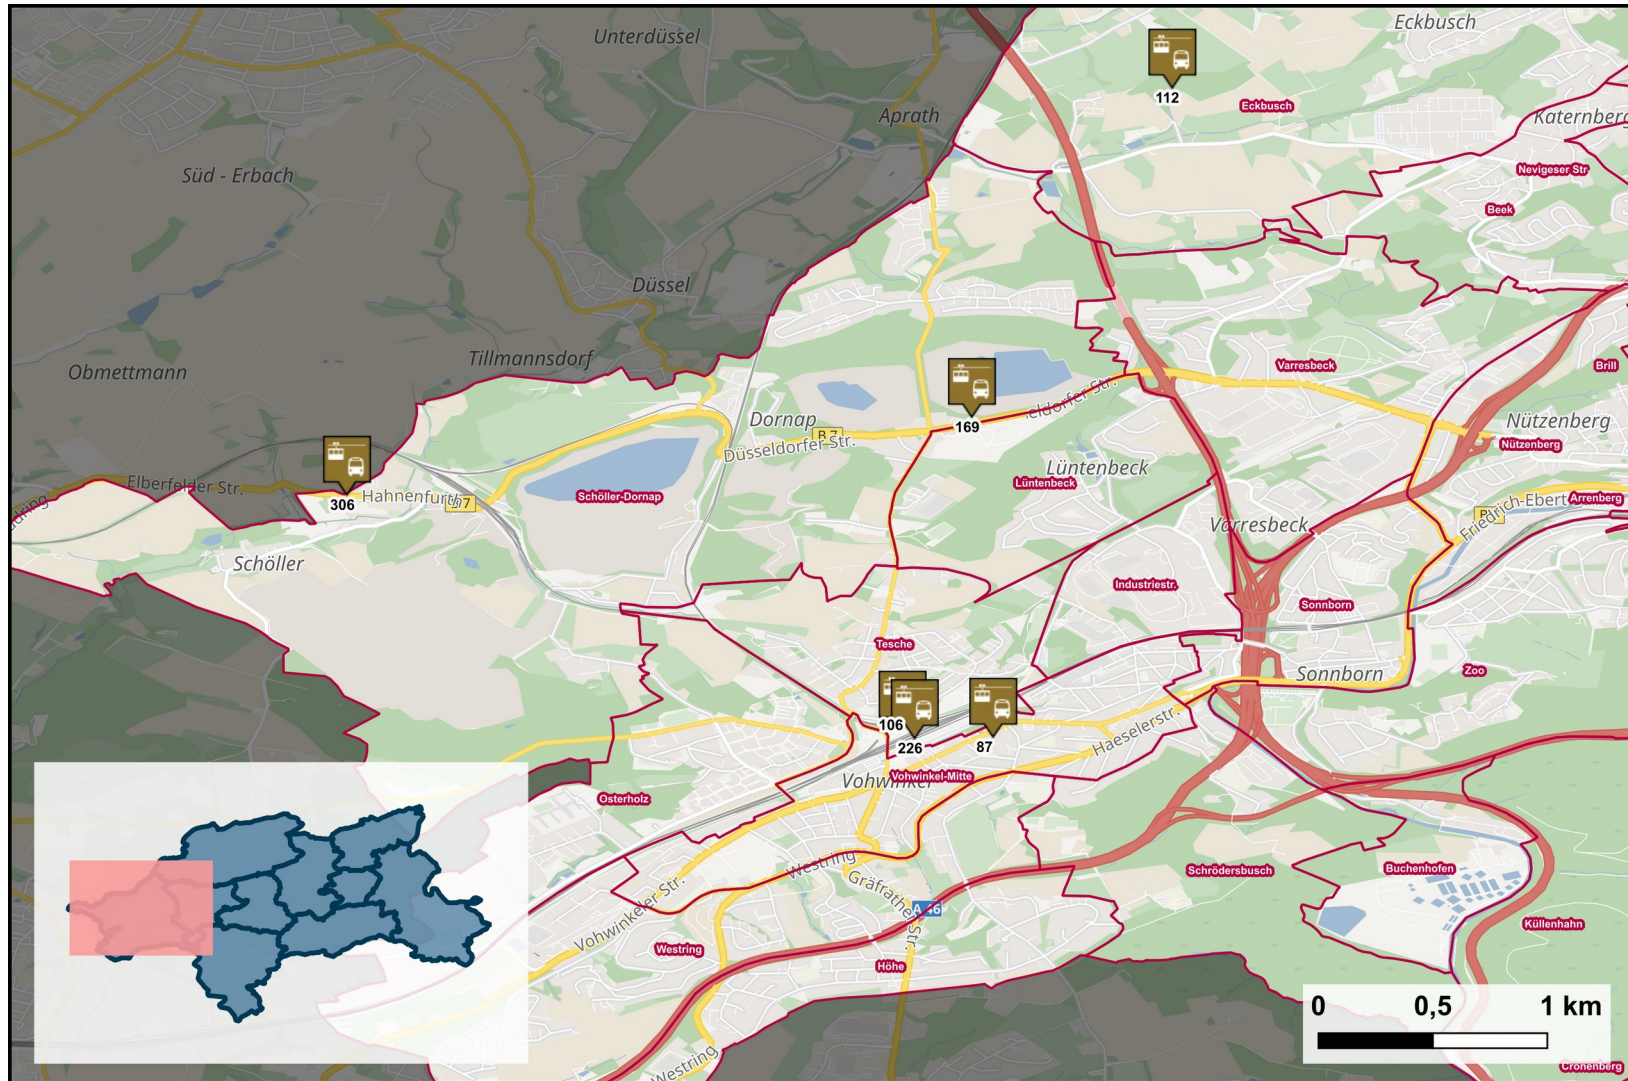 Eckbusch
Unterdüssel
112
Eckbusch
Aprath
Katernberg
Süd - Erbach
Nevigeser Str
Beek
Düssel
Tillmannsdorf
Obmettmann
Varresbeck
Brill
eldorfer Str.
Dornap
169
Nützenberg
B 7
Düsseldorfer Str.
Nützenberg
Lüntenbeck
Lüntenbeck
Elberfelder Str.
306
Hahnenfurth
7
Schöller-Dornap
Arrenberg
Friedrich-Ebert
B
Varresbeck
Schöller
Industriestr.
Sonnborn
Tesche
Sonnborn
Zoo
106
226
87
Haeselerstr.
Vohwinkel
Vohwinkel-Mitte
Osterholz
Westring
Gräfrather Str.
Vohwinkeler Str.
Schrödersbusch
Buchenhofen
A 46
Küllenhahn
Westring
Höhe
0 0,5 1 km
Westring
Cronenberg